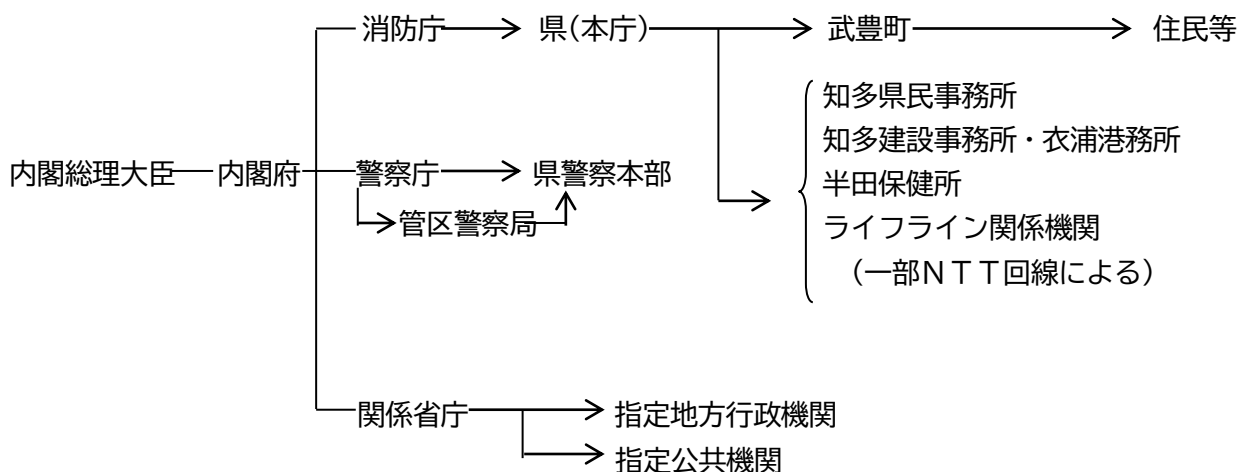 消防庁 県(本庁) 武豊町 住民等
知多県民事務所
知多建設事務所・衣浦港務所
内閣総理大臣 内閣府 警察庁 県警察本部 半田保健所
管区警察局 ライフライン関係機関
(一部NTT回線による)
関係省庁 指定地方行政機関
指定公共機関